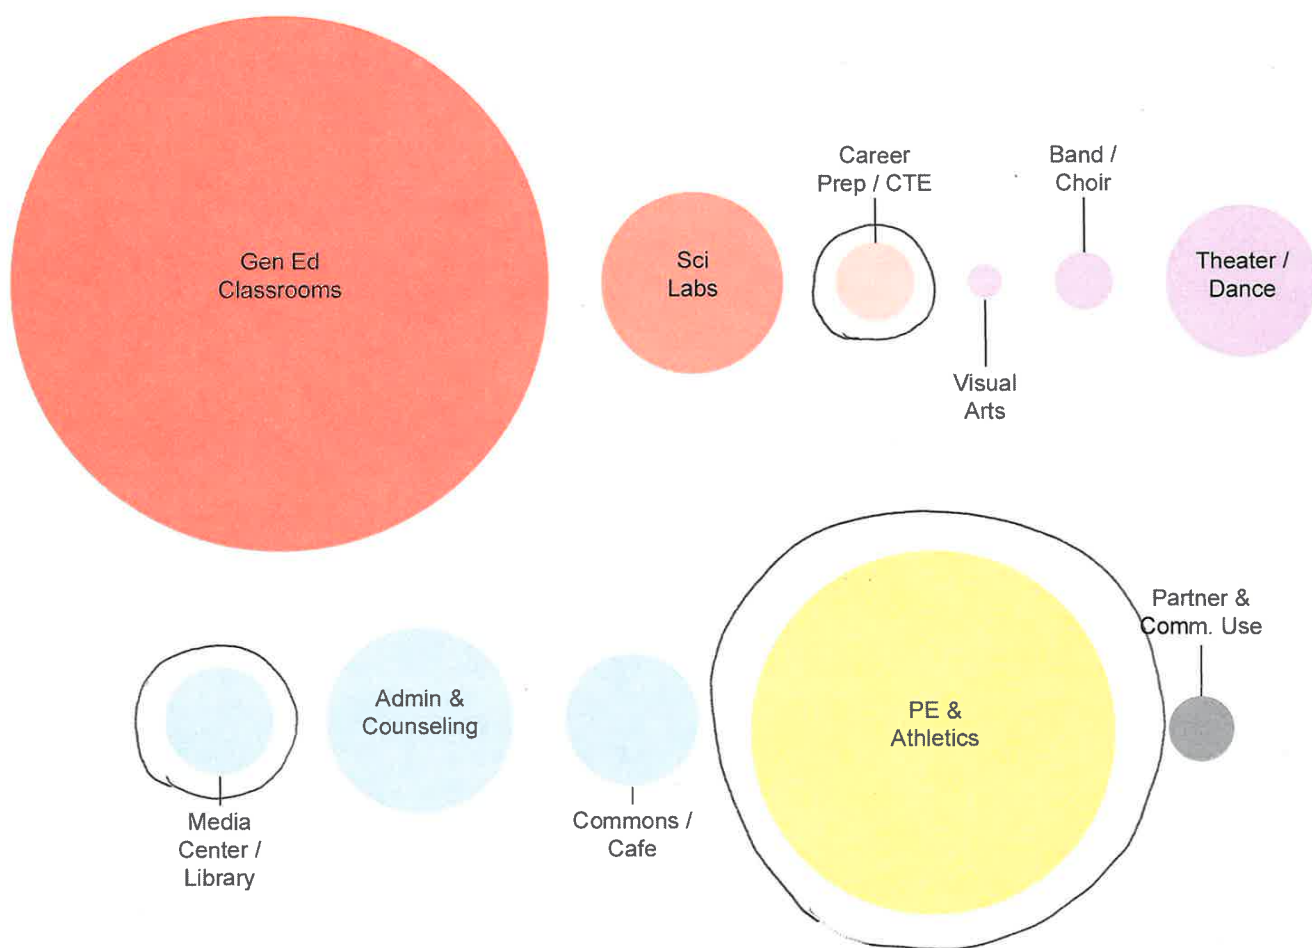 Career
Prep / CTE
Band /
Choir
Gen Ed
Classrooms
Sci
Labs
Theater /
Dance
Visual
Arts
Partner &
Comm. Use
Admin &
Counseling
PE &
Athletics
Media
Center /
Library
Commons /
Cafe